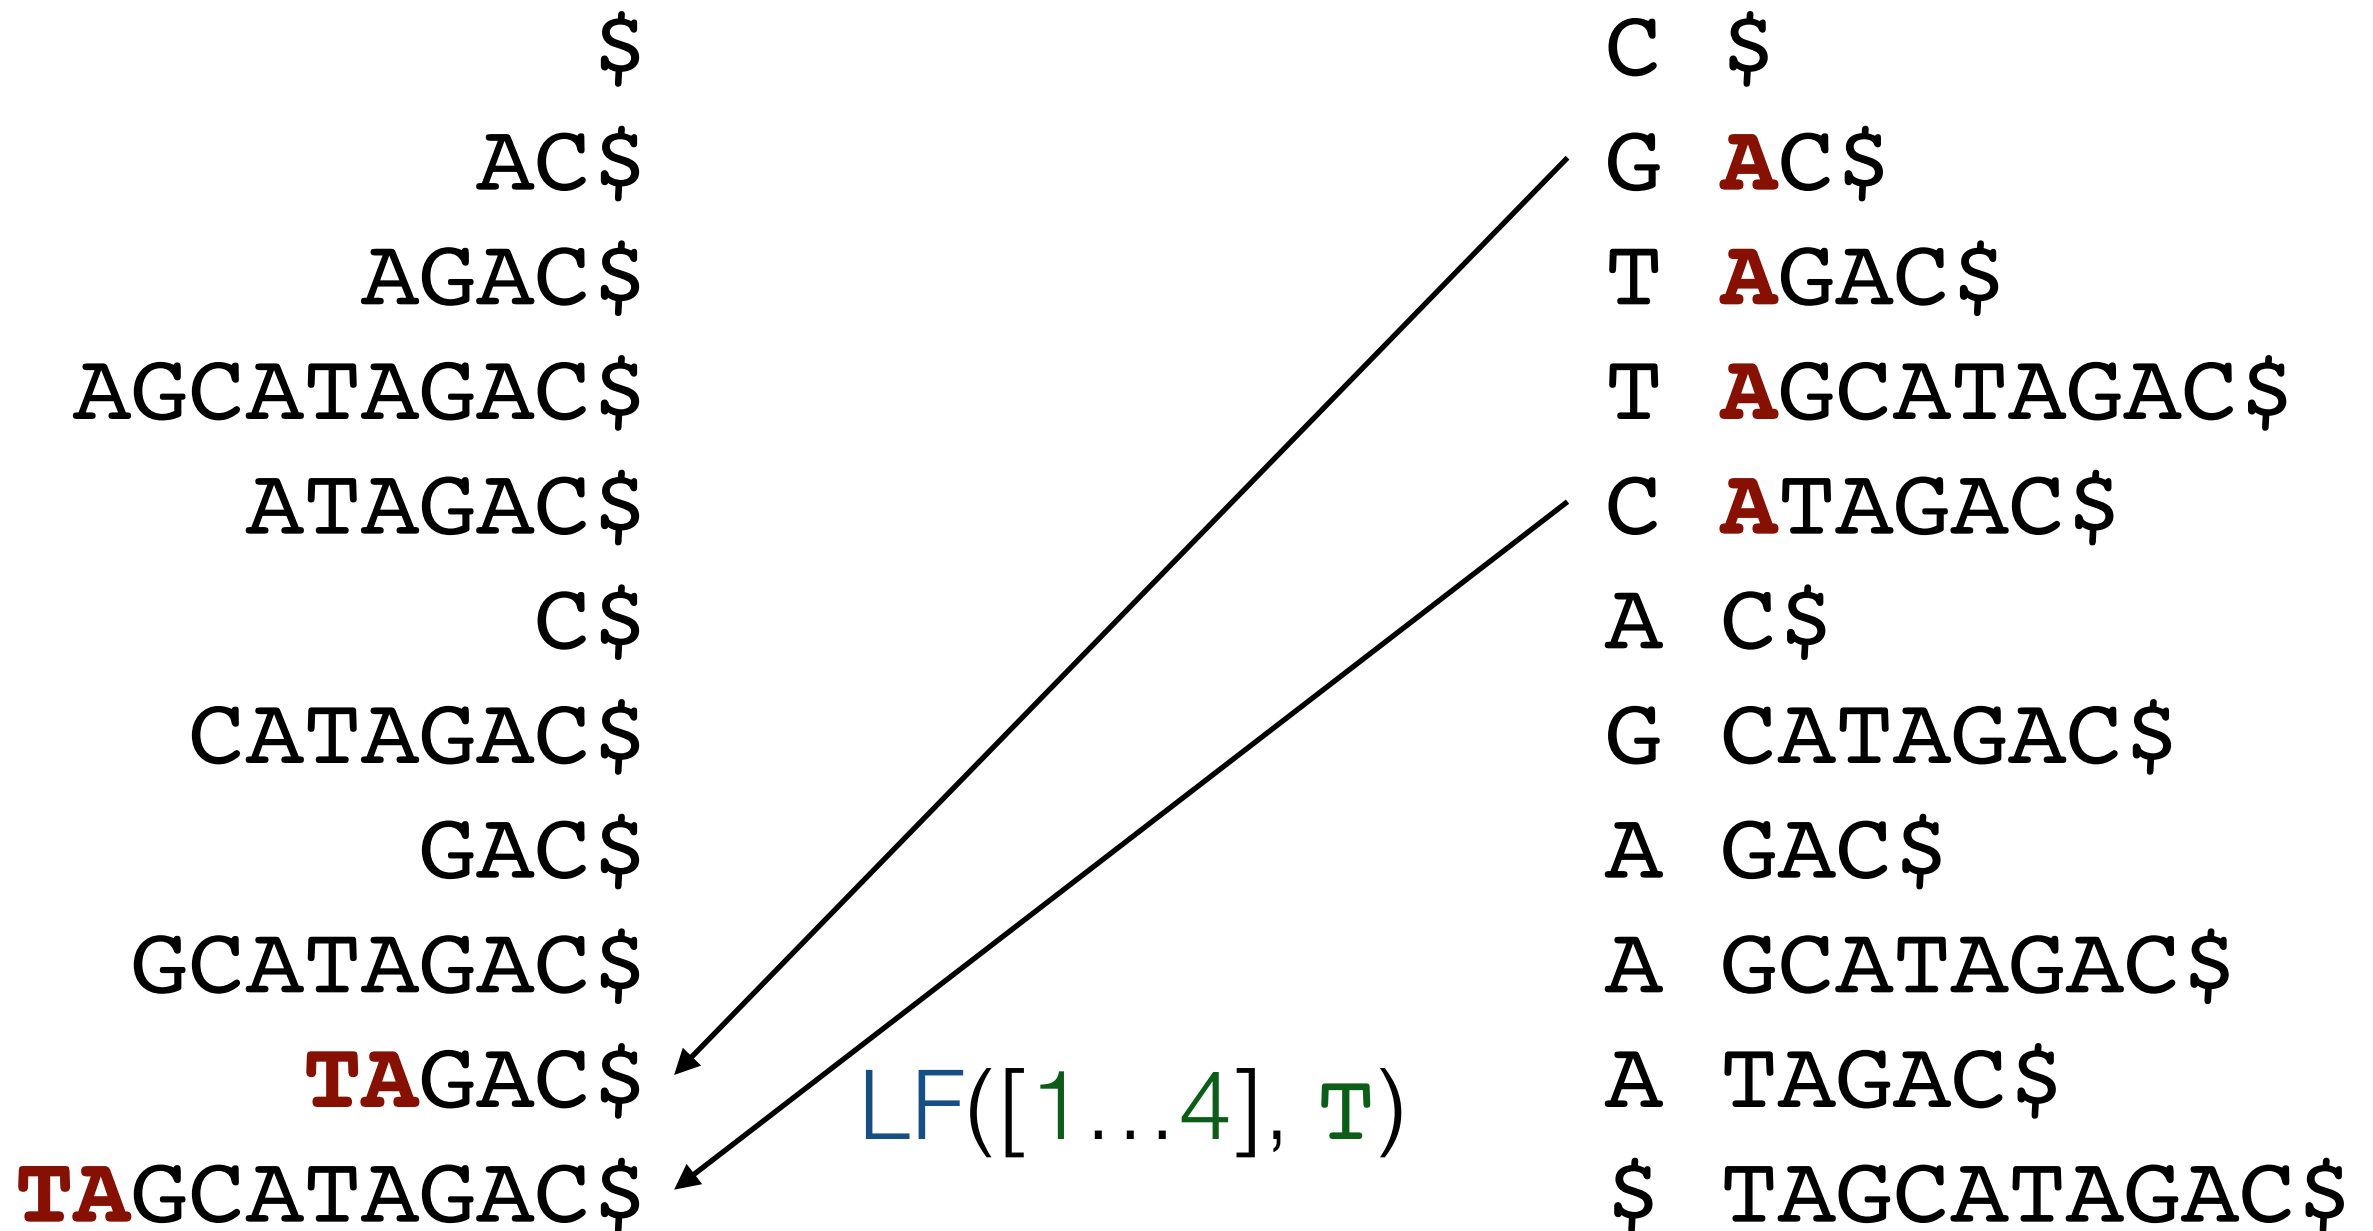 $ C $
AC$ G AC$
AGAC$ T AGAC$
AGCATAGAC$ T AGCATAGAC$
ATAGAC$ C ATAGAC$
C$ A C$
CATAGAC$ G CATAGAC$
GAC$ A GAC$
GCATAGAC$ A GCATAGAC$
TAGAC$ LF([1...4], T) A TAGAC$
TAGCATAGAC$ $ TAGCATAGAC$